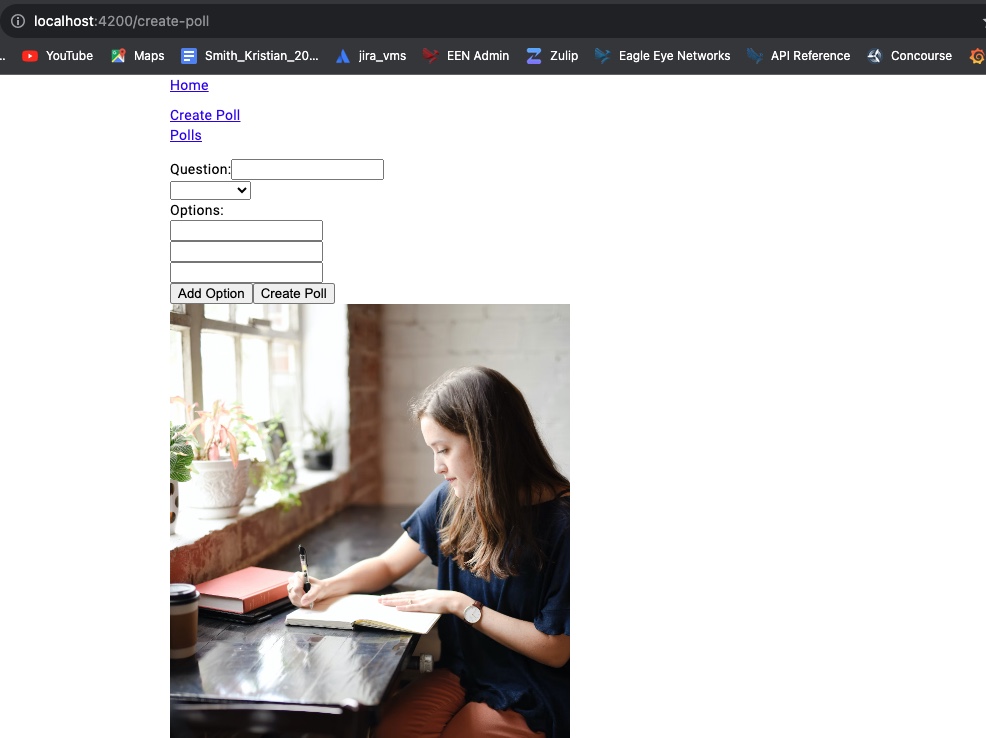 localhost:4200/create-poll
YouTube Maps Smith_Kristian_20... jira_vms EEN Admin Zulip Eagle Eye Networks API Reference Concourse
Home
Create Poll
Polls
Question:
Options:
Add Option Create Poll